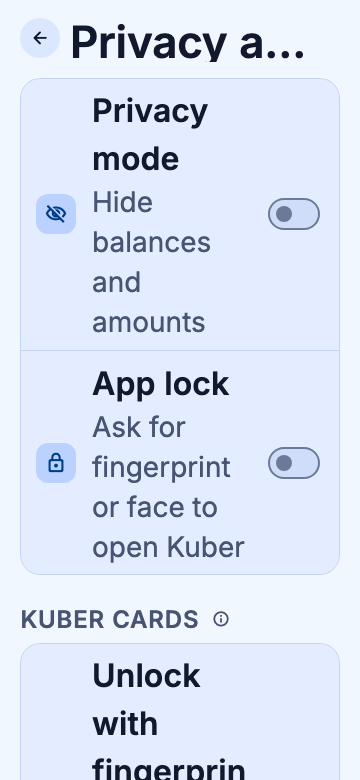 Privacy a...
Privacy
mode
Hide
balances
and
amounts
App lock
Ask for
fingerprint
or face to
open Kuber
KUBER CARDS
Unlock
with
fingerprin